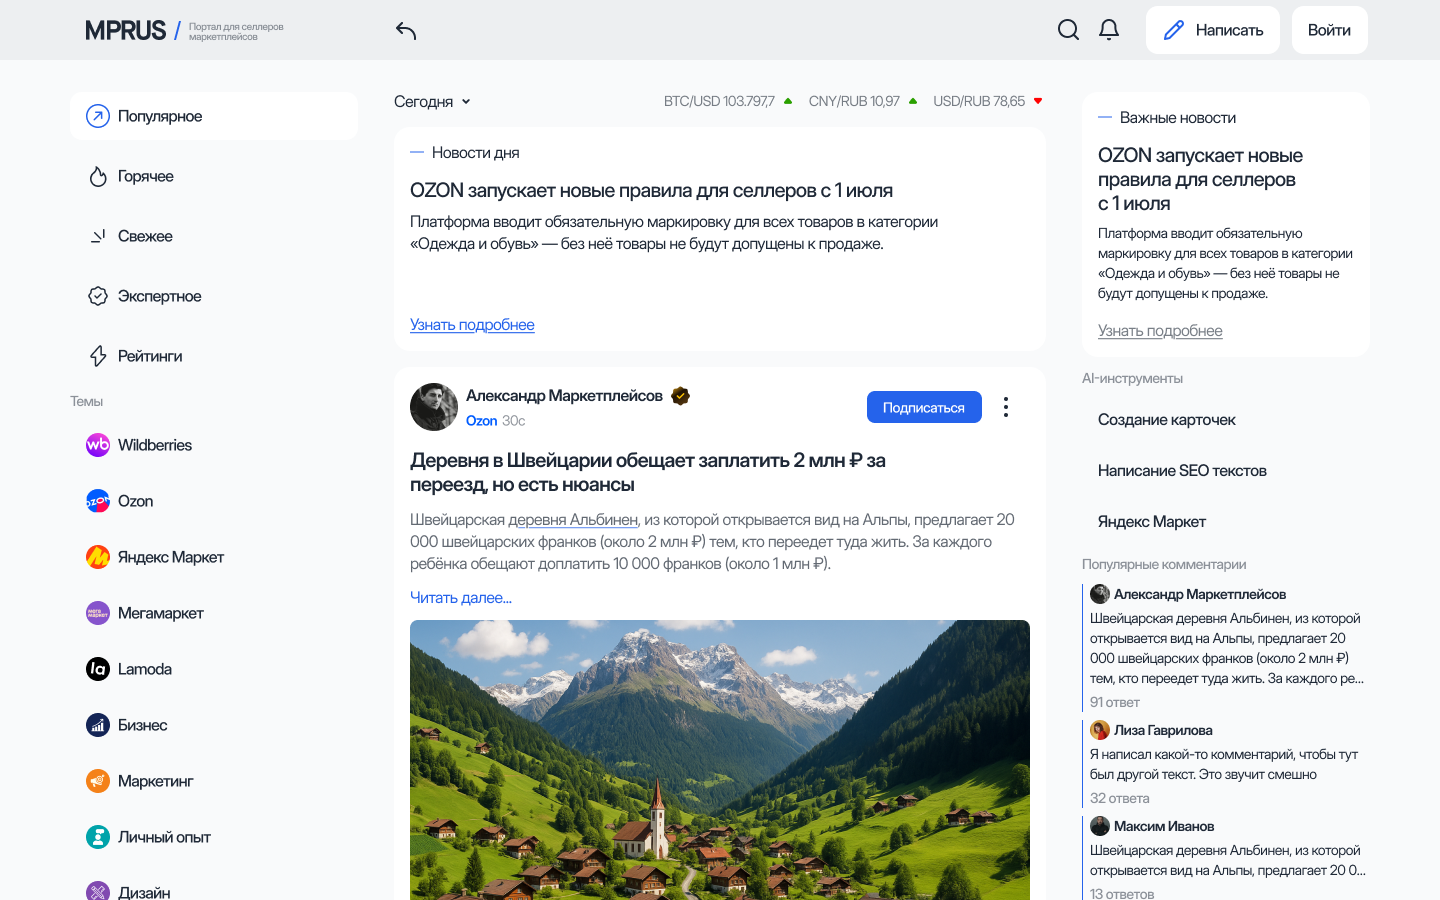 MPRUS / Портал для селлеров
маркетплейсов
Написать
Войти
Популярное
Горячее
Свежее
Экспертное
Рейтинги
Темы
wb Wildberries
OZON Ozon
Яндекс Маркет
мега маркет Мегамаркет
la Lamoda
Бизнес
Маркетинг
Личный опыт
Дизайн
Сегодня
BTC/USD 103.797,7
CNY/RUB 10,97
USD/RUB 78,65
Новости дня
OZON запускает новые правила для селлеров с 1 июля
Платформа вводит обязательную маркировку для всех товаров в категории
«Одежда и обувь» — без неё товары не будут допущены к продаже.
Узнать подробнее
Александр Маркетплейсов
Ozon 30с
Подписаться
Деревня в Швейцарии обещает заплатить 2 млн ₽ за
переезд, но есть нюансы
Швейцарская деревня Альбинен, из которой открывается вид на Альпы, предлагает 20
000 швейцарских франков (около 2 млн ₽) тем, кто переедет туда жить. За каждого
ребёнка обещают доплатить 10 000 франков (около 1 млн ₽).
Читать далее...
Важные новости
OZON запускает новые
правила для селлеров
с 1 июля
Платформа вводит обязательную
маркировку для всех товаров в категории
«Одежда и обувь» — без неё товары не
будут допущены к продаже.
Узнать подробнее
AI-инструменты
Создание карточек
Написание SEO текстов
Яндекс Маркет
Популярные комментарии
Александр Маркетплейсов
Швейцарская деревня Альбинен, из которой
открывается вид на Альпы, предлагает 20
000 швейцарских франков (около 2 млн ₽)
тем, кто переедет туда жить. За каждого ре...
91 ответ
Лиза Гаврилова
Я написал какой-то комментарий, чтобы тут
был другой текст. Это звучит смешно
32 ответа
Максим Иванов
Швейцарская деревня Альбинен, из которой
открывается вид на Альпы, предлагает 20 0...
13 ответов